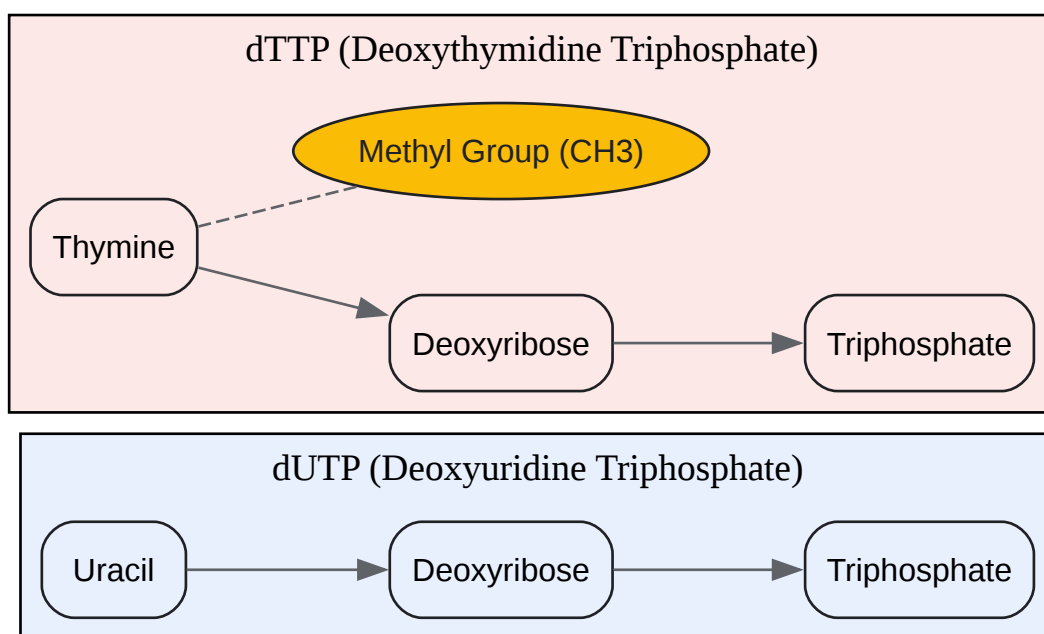 dTTP (Deoxythymidine Triphosphate)
Methyl Group (CH3)
Thymine
Deoxyribose
Triphosphate
dUTP (Deoxyuridine Triphosphate)
Uracil
Deoxyribose
Triphosphate